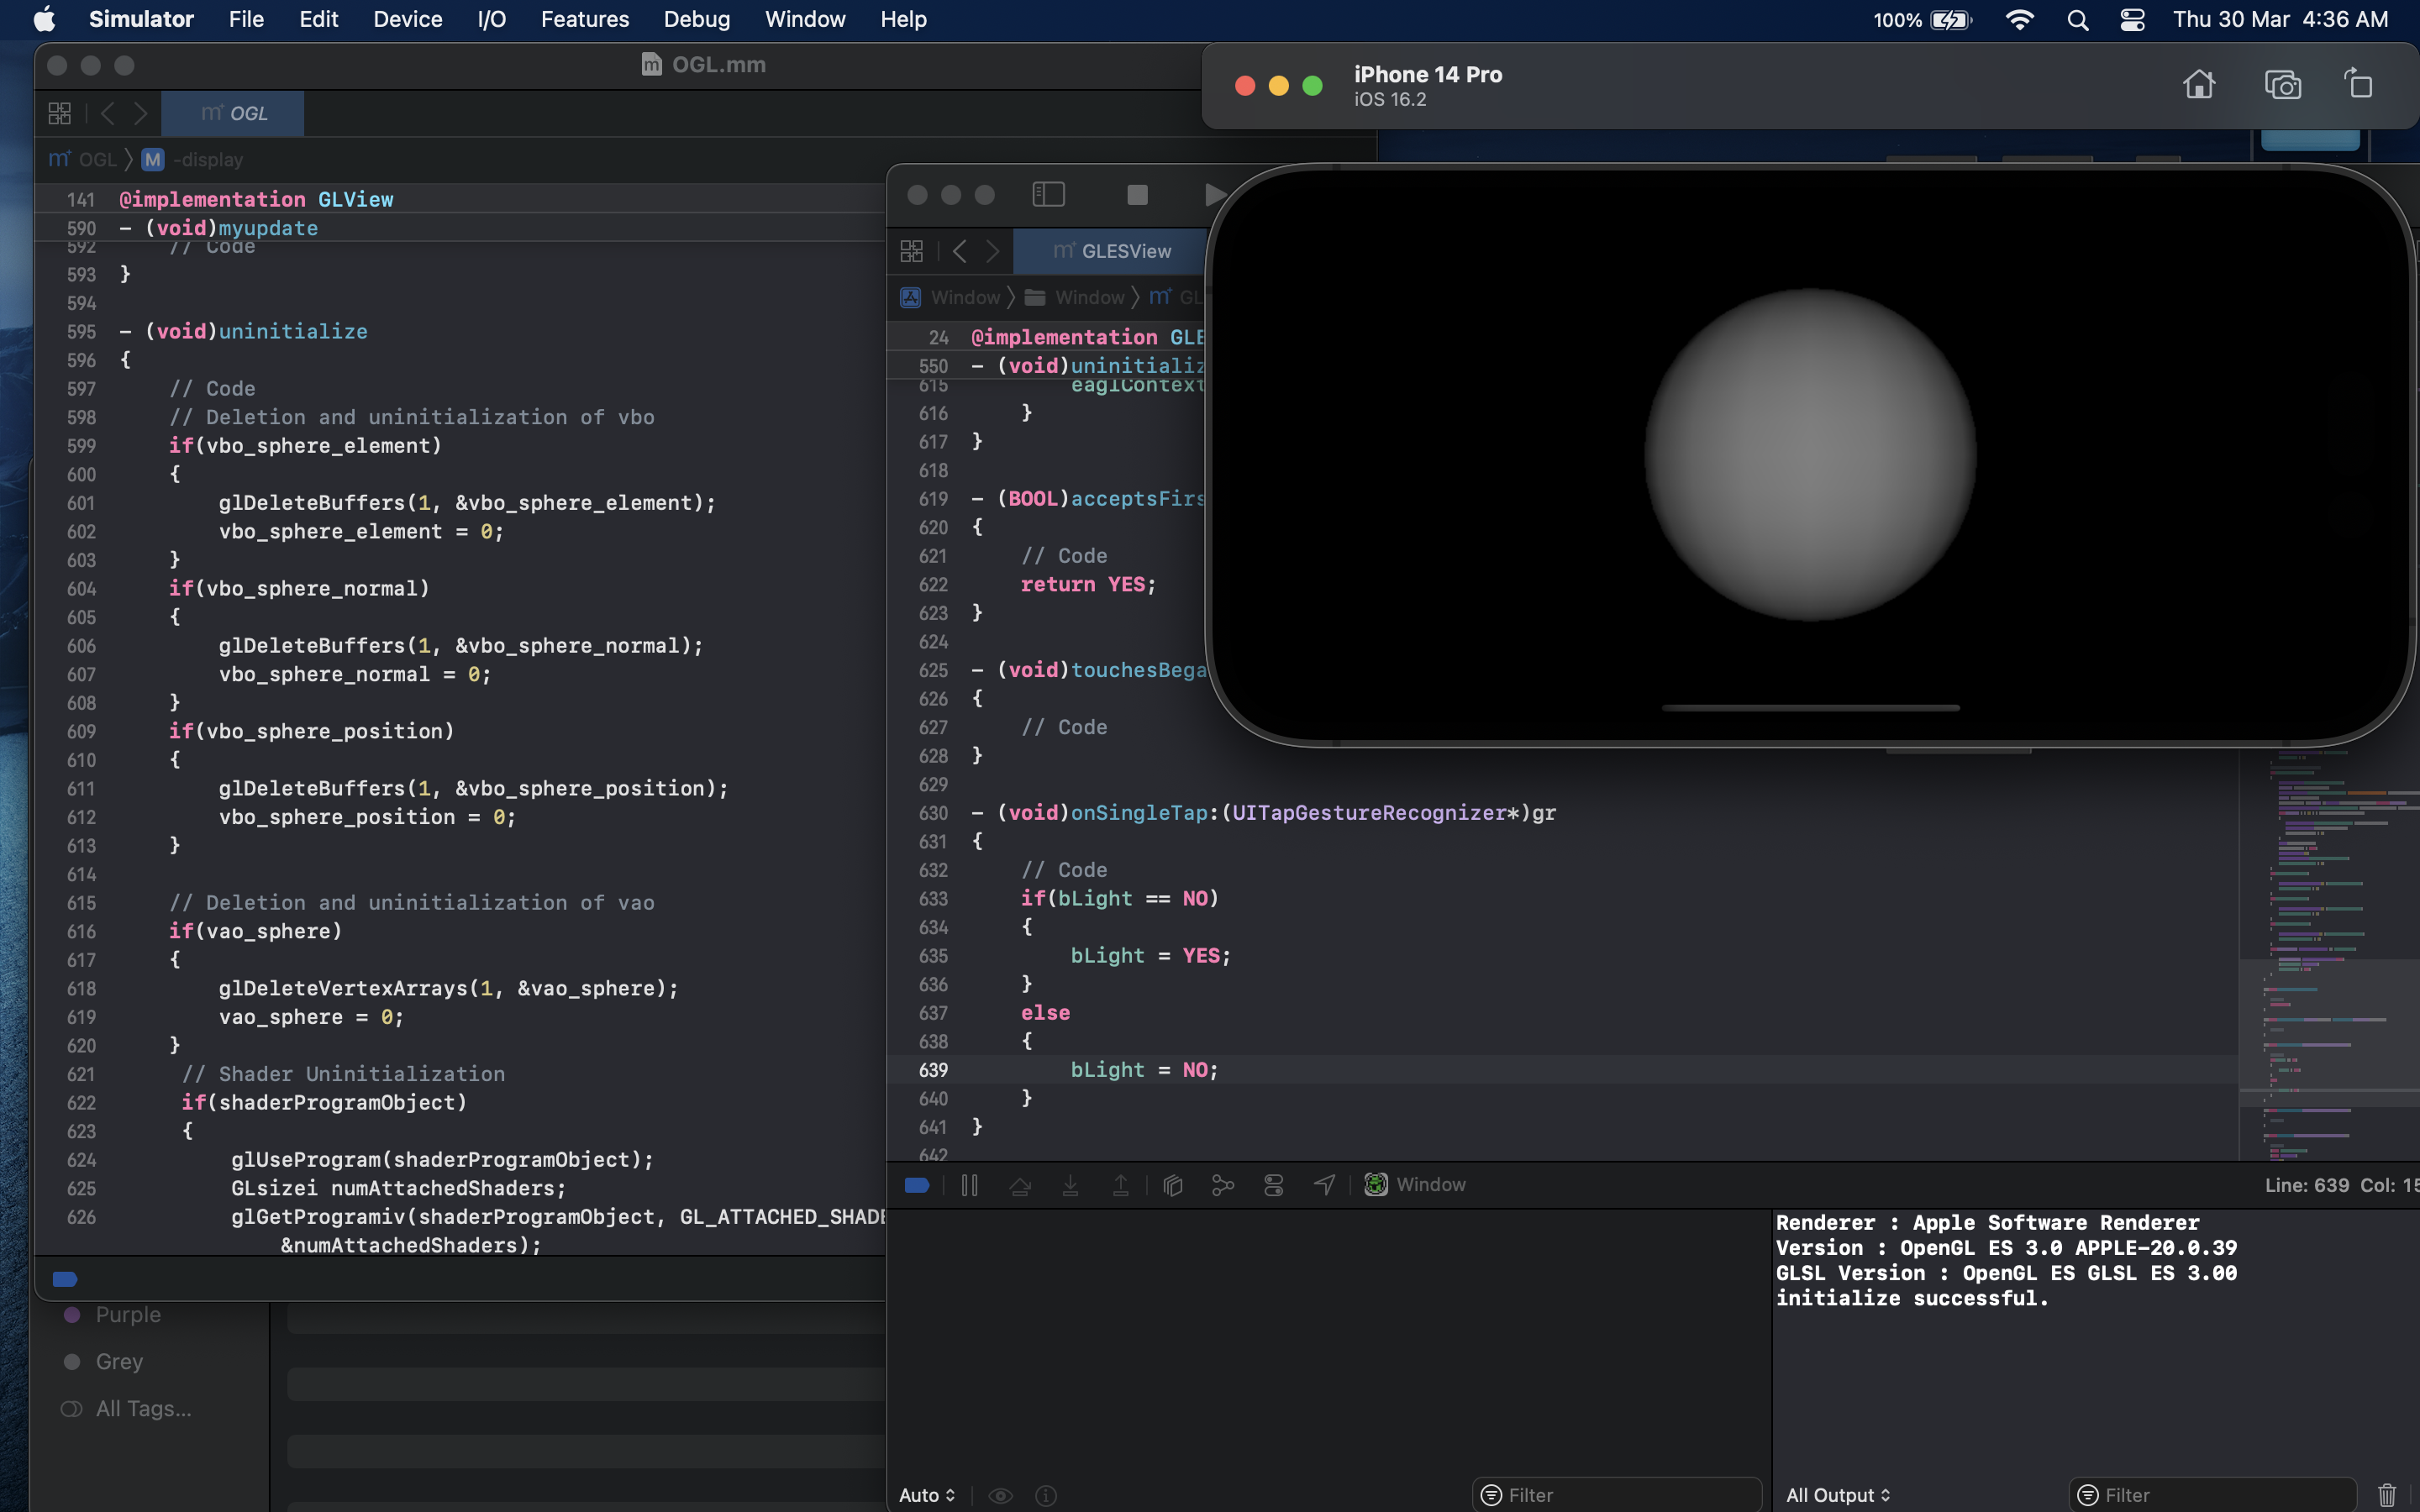 Simulator File Edit Device I/O Features Debug Window Help 100% Thu 30 Mar 4:36 AM
OGL.mm
OGL
OGL M -display
141 @implementation GLView
590 - (void)myupdate
592 // Code
593 }
594
595 - (void)uninitialize
596 {
597 // Code
598 // Deletion and uninitialization of vbo
599 if(vbo_sphere_element)
600 {
601 glDeleteBuffers(1, &vbo_sphere_element);
602 vbo_sphere_element = 0;
603 }
604 if(vbo_sphere_normal)
605 {
606 glDeleteBuffers(1, &vbo_sphere_normal);
607 vbo_sphere_normal = 0;
608 }
609 if(vbo_sphere_position)
610 {
611 glDeleteBuffers(1, &vbo_sphere_position);
612 vbo_sphere_position = 0;
613 }
614
615 // Deletion and uninitialization of vao
616 if(vao_sphere)
617 {
618 glDeleteVertexArrays(1, &vao_sphere);
619 vao_sphere = 0;
620 }
621 // Shader Uninitialization
622 if(shaderProgramObject)
623 {
624 glUseProgram(shaderProgramObject);
625 GLsizei numAttachedShaders;
626 glGetProgramiv(shaderProgramObject, GL_ATTACHED_SHADE
&numAttachedShaders);
Purple
Grey
All Tags...
iPhone 14 Pro
iOS 16.2
GLESView
Window Window GL
24 @implementation GLE
550 - (void)uninitializ
615 eaglContext
616 }
617 }
618
619 - (BOOL)acceptsFirs
620 {
621 // Code
622 return YES;
623 }
624
625 - (void)touchesBega
626 {
627 // Code
628 }
629
630 - (void)onSingleTap:(UITapGestureRecognizer*)gr
631 {
632 // Code
633 if(bLight == NO)
634 {
635 bLight = YES;
636 }
637 else
638 {
639 bLight = NO;
640 }
641 }
642
Window
Line: 639 Col: 15
Renderer : Apple Software Renderer
Version : OpenGL ES 3.0 APPLE-20.0.39
GLSL Version : OpenGL ES GLSL ES 3.00
initialize successful.
Auto Filter All Output Filter